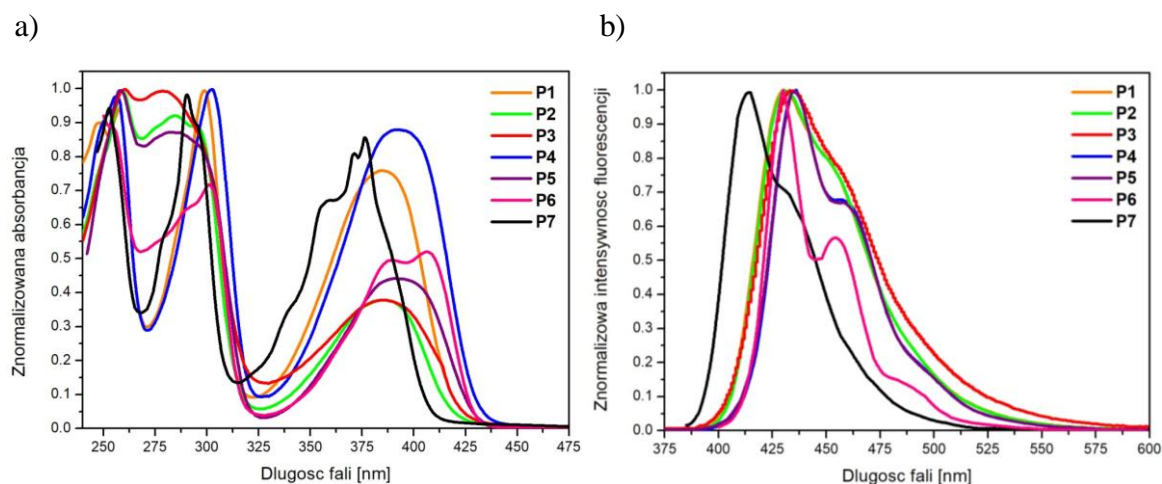 a)
b)
Znormalizowana absorbancja
1.0
0.9
0.8
0.7
0.6
0.5
0.4
0.3
0.2
0.1
0.0
P1
P2
P3
P4
P5
P6
P7
250 275 300 325 350 375 400 425 450 475
Dlugosc fali [nm]
Znormalizowa intensywnosc fluorescencji
1.0
0.9
0.8
0.7
0.6
0.5
0.4
0.3
0.2
0.1
0.0
P1
P2
P3
P4
P5
P6
P7
375 400 425 450 475 500 525 550 575 600
Dlugosc fali [nm]